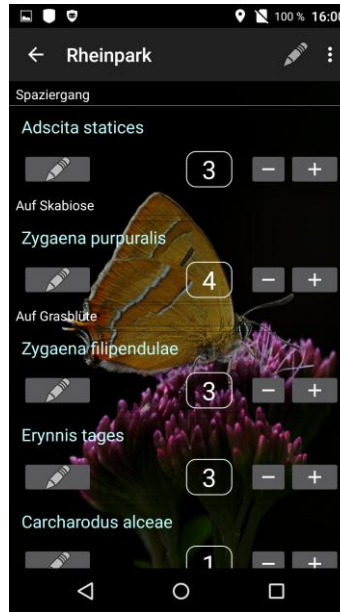 100 % 16:00
Rheinpark
Spaziergang
Adscita statices
3 − +
Auf Skabiose
Zygaena purpuralis
4 − +
Auf Grasblüte
Zygaena filipendulae
3 − +
Erynnis tages
3 − +
Carcharodus alceae
1 − +